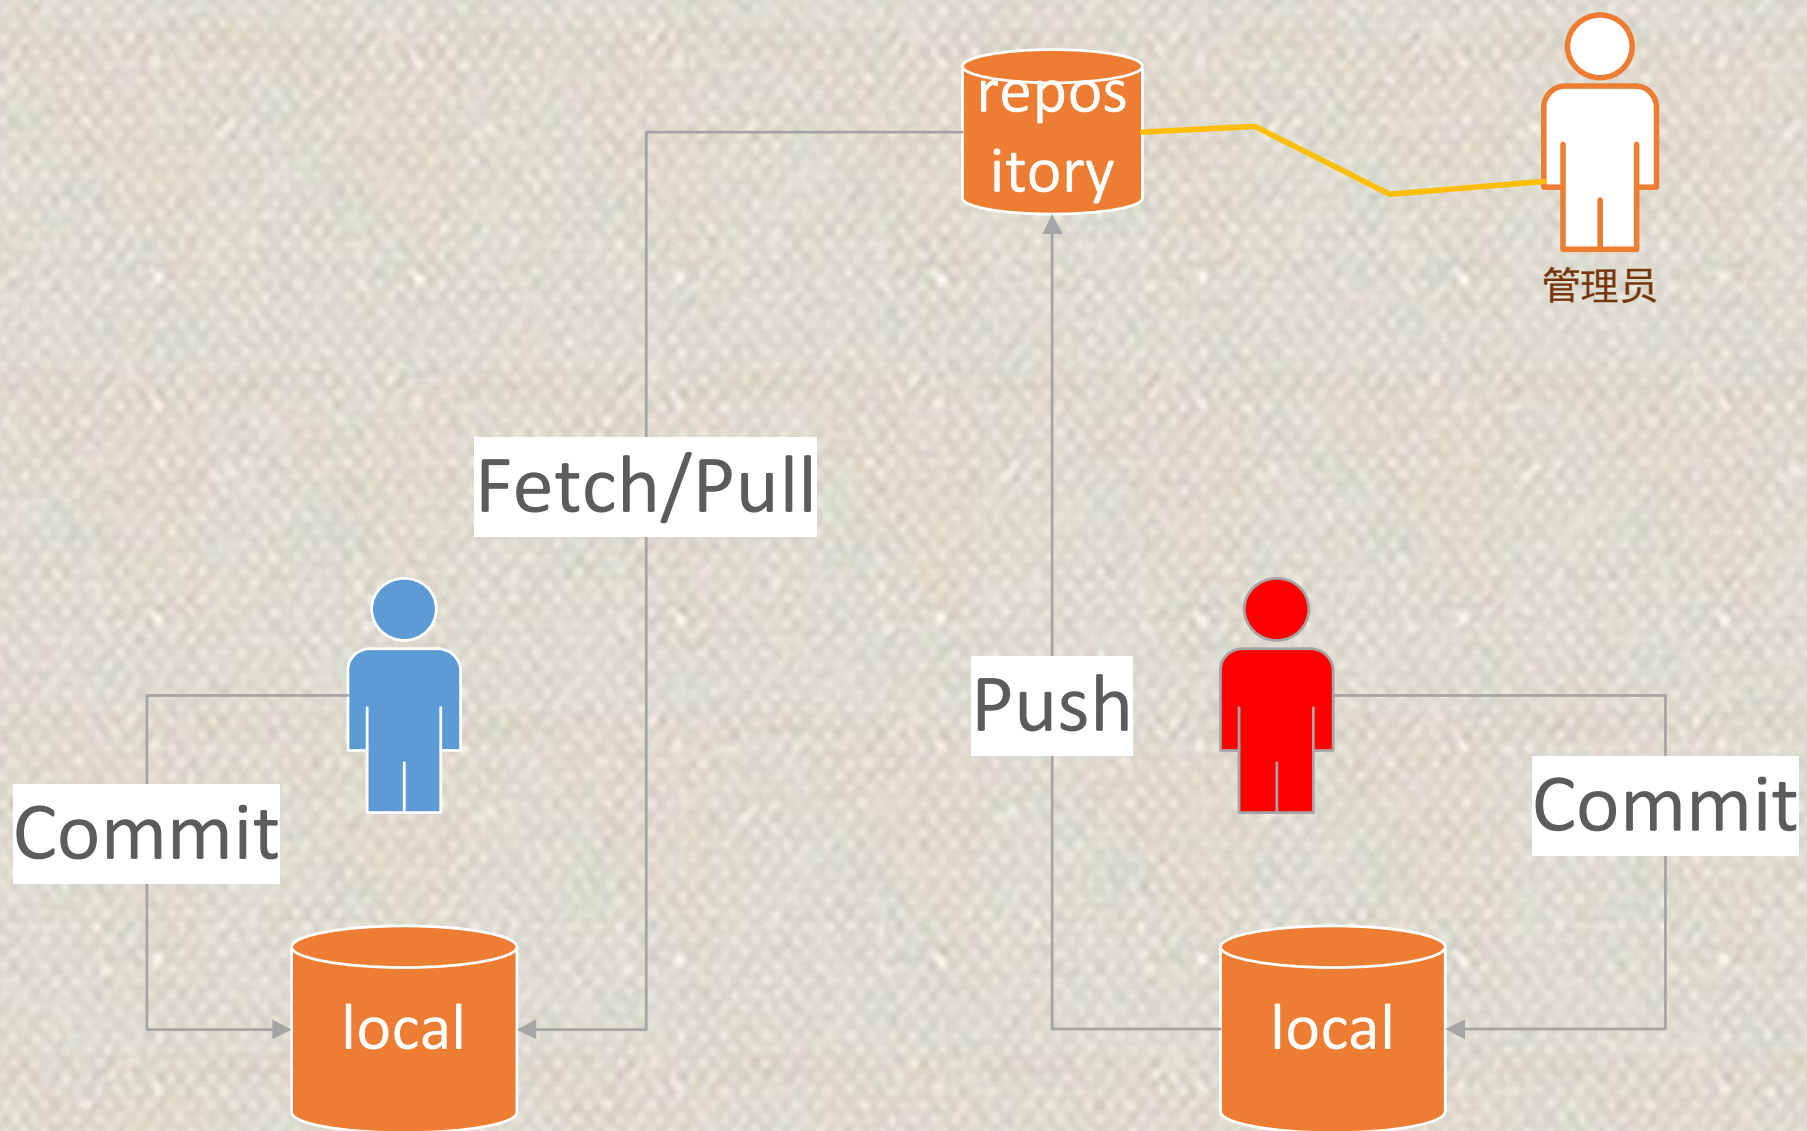 repos
itory
管理员
Fetch/Pull
Push
Commit
Commit
local
local